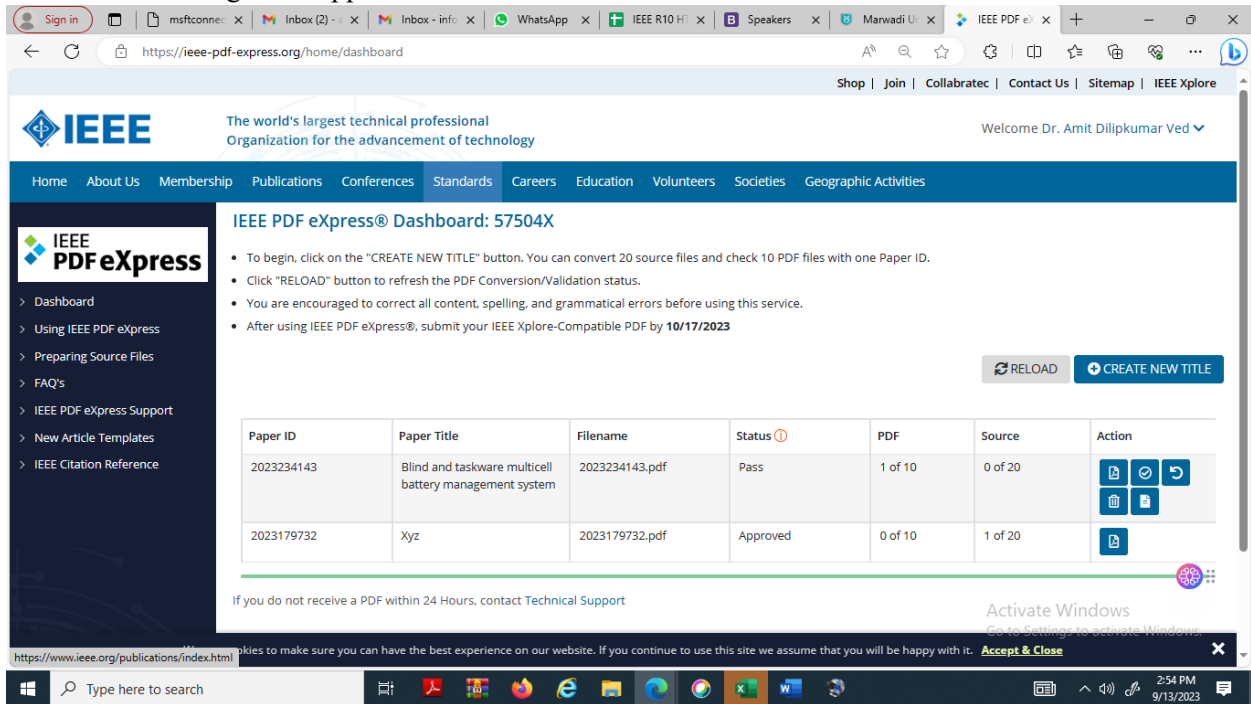 Sign in
msftconnec
Inbox (2) - a
Inbox - info
WhatsApp
IEEE R10 HT
Speakers
Marwadi Un
IEEE PDF eX
https://ieee-pdf-express.org/home/dashboard
Shop | Join | Collabratec | Contact Us | Sitemap | IEEE Xplore
IEEE
The world's largest technical professional
Organization for the advancement of technology
Welcome Dr. Amit Dilipkumar Ved
Home About Us Membership Publications Conferences Standards Careers Education Volunteers Societies Geographic Activities
IEEE
PDF eXpress
> Dashboard
> Using IEEE PDF eXpress
> Preparing Source Files
> FAQ's
> IEEE PDF eXpress Support
> New Article Templates
> IEEE Citation Reference
IEEE PDF eXpress® Dashboard: 57504X
• To begin, click on the "CREATE NEW TITLE" button. You can convert 20 source files and check 10 PDF files with one Paper ID.
• Click "RELOAD" button to refresh the PDF Conversion/Validation status.
• You are encouraged to correct all content, spelling, and grammatical errors before using this service.
• After using IEEE PDF eXpress®, submit your IEEE Xplore-Compatible PDF by 10/17/2023
RELOAD
CREATE NEW TITLE
Paper ID Paper Title Filename Status PDF Source Action
2023234143 Blind and taskware multicell 2023234143.pdf Pass 1 of 10 0 of 20
battery management system
2023179732 Xyz 2023179732.pdf Approved 0 of 10 1 of 20
If you do not receive a PDF within 24 Hours, contact Technical Support
Activate Windows
Go to Settings to activate Windows.
okies to make sure you can have the best experience on our website. If you continue to use this site we assume that you will be happy with it. Accept & Close
https://www.ieee.org/publications/index.html
Type here to search
2:54 PM
9/13/2023